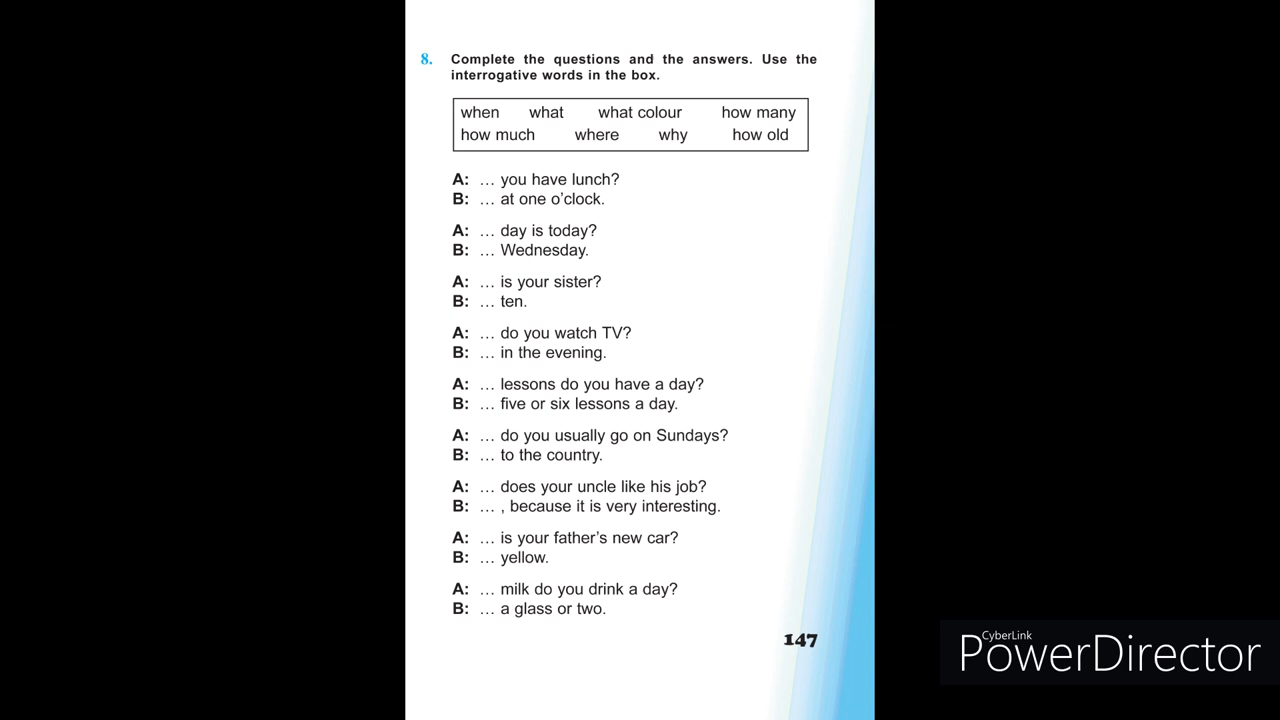 8. Complete the questions and the answers. Use the
interrogative words in the box.
when what what colour how many
how much where why how old
A: … you have lunch?
B: … at one o’clock.
A: … day is today?
B: … Wednesday.
A: … is your sister?
B: … ten.
A: … do you watch TV?
B: … in the evening.
A: … lessons do you have a day?
B: … five or six lessons a day.
A: … do you usually go on Sundays?
B: … to the country.
A: … does your uncle like his job?
B: … , because it is very interesting.
A: … is your father’s new car?
B: … yellow.
A: … milk do you drink a day?
B: … a glass or two.
147
CyberLink
PowerDirector